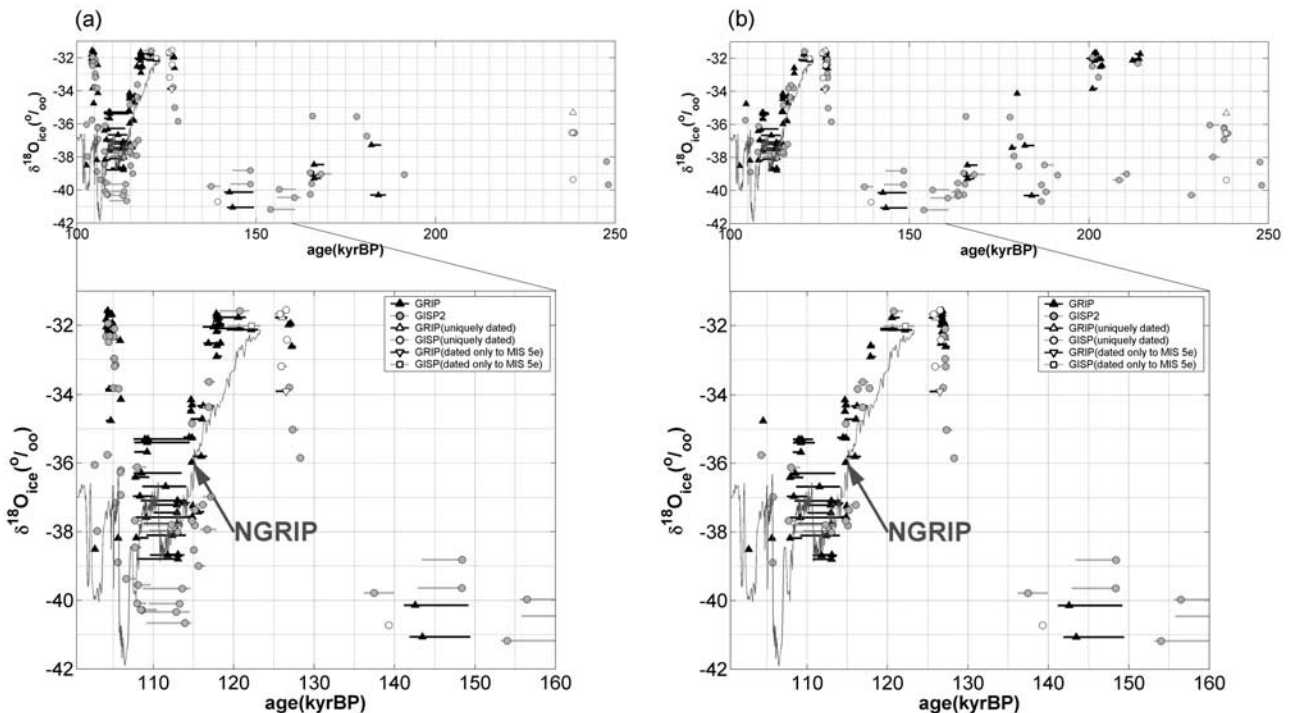 (a)
δ18Oice(o/oo)
-32
-34
-36
-38
-40
-42
100 150 200 250
age(kyrBP)
-32
-34
-36
-38
-40
-42
GRIP
GISP2
GRIP(uniquely dated)
GISP(uniquely dated)
GRIP(dated only to MIS 5e)
GISP(dated only to MIS 5e)
NGRIP
δ18Oice(o/oo)
110 120 130 140 150 160
age(kyrBP)
(b)
δ18Oice(o/oo)
-32
-34
-36
-38
-40
-42
100 150 200 250
age(kyrBP)
-32
-34
-36
-38
-40
-42
GRIP
GISP2
GRIP(uniquely dated)
GISP(uniquely dated)
GRIP(dated only to MIS 5e)
GISP(dated only to MIS 5e)
NGRIP
δ18Oice(o/oo)
110 120 130 140 150 160
age(kyrBP)